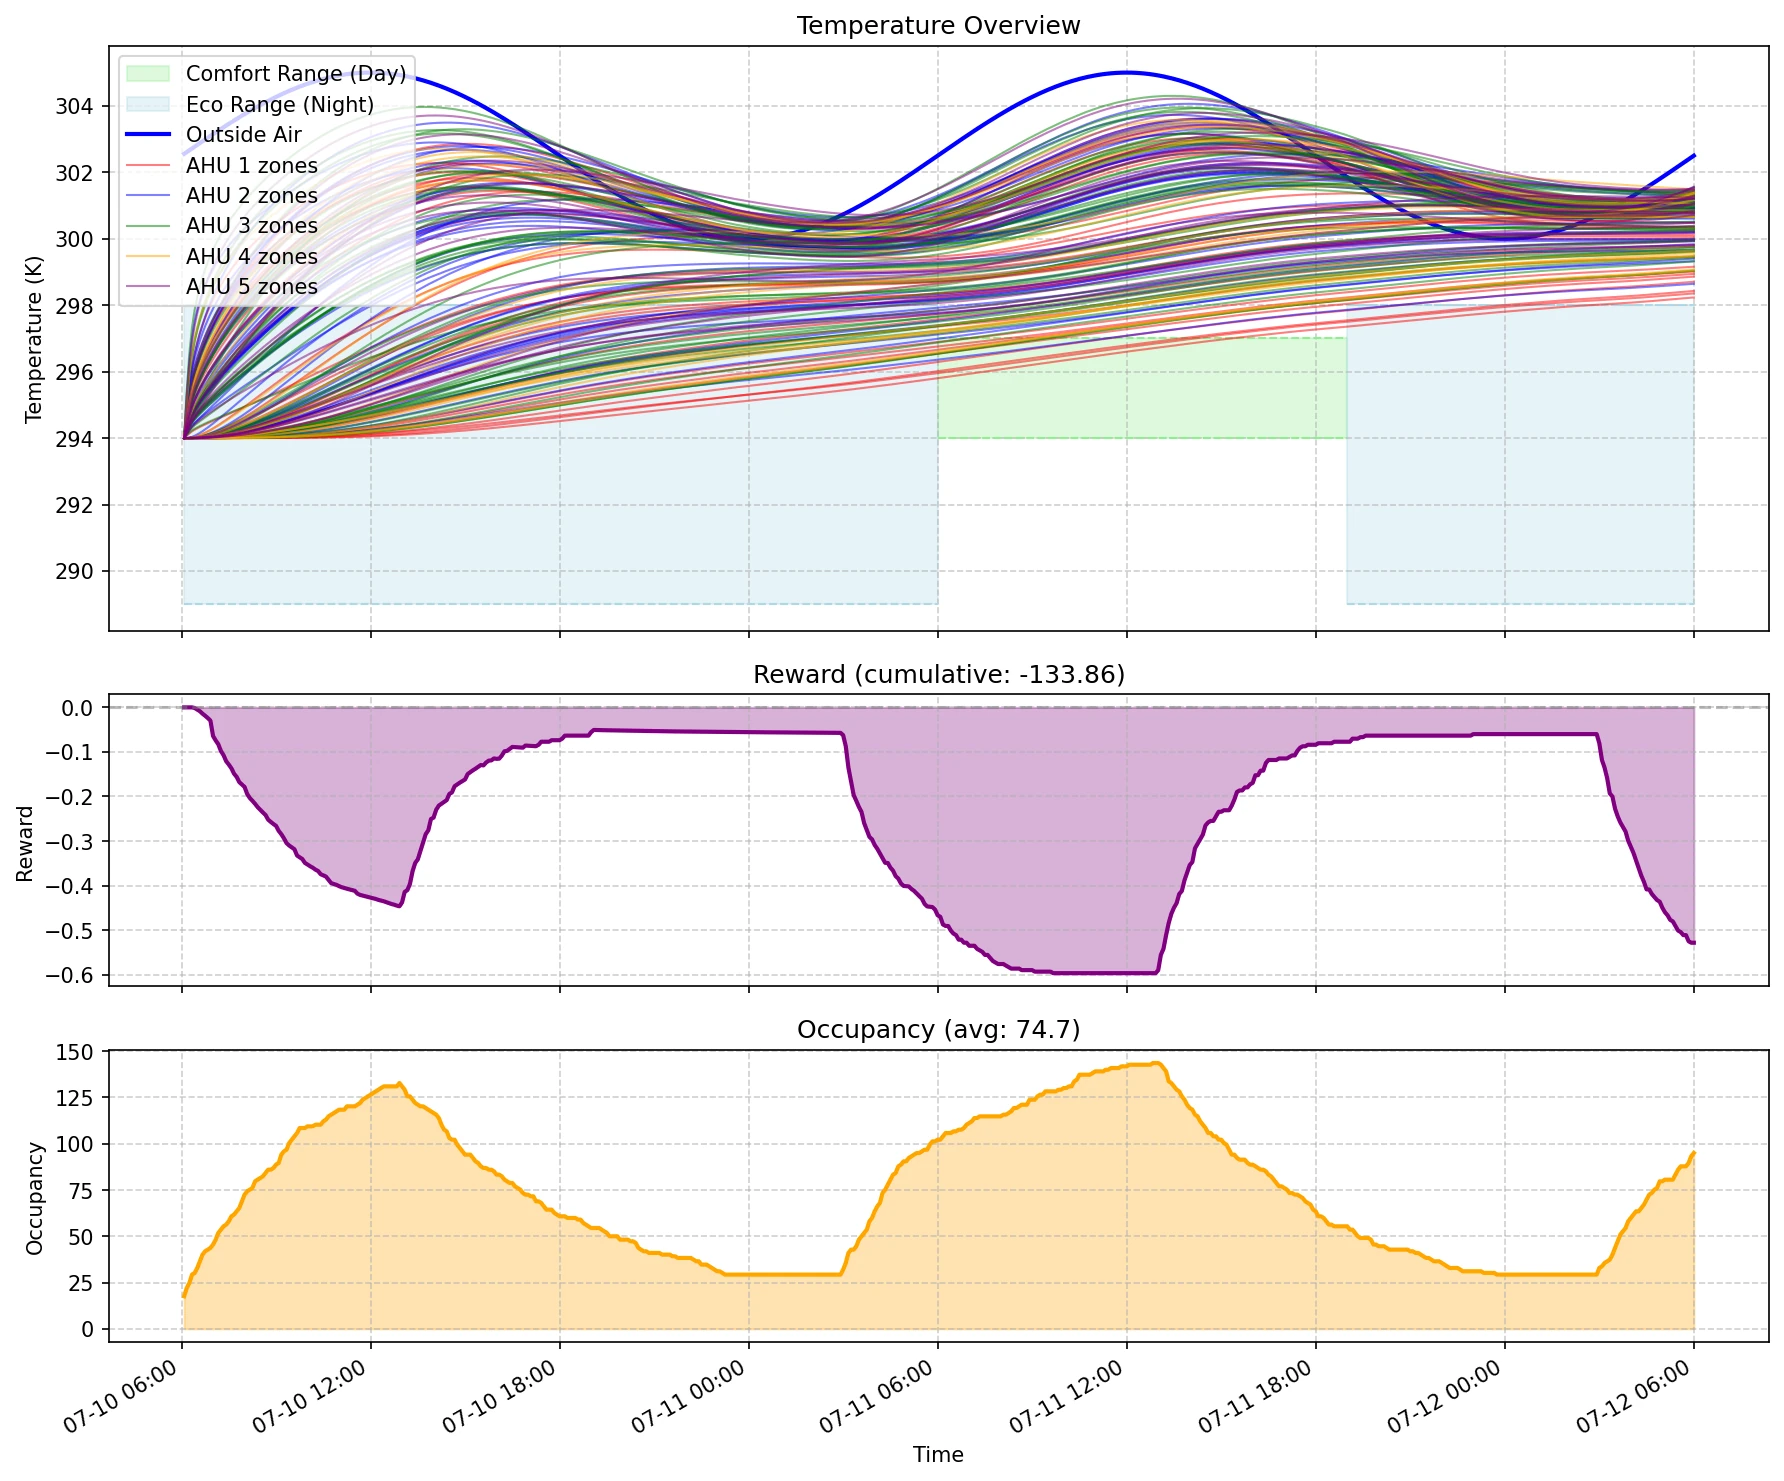 Temperature Overview
Comfort Range (Day)
Eco Range (Night)
Outside Air
AHU 1 zones
AHU 2 zones
AHU 3 zones
AHU 4 zones
AHU 5 zones
Temperature (K)
304
302
300
298
296
294
292
290
Reward (cumulative: -133.86)
Reward
0.0
−0.1
−0.2
−0.3
−0.4
−0.5
−0.6
Occupancy (avg: 74.7)
Occupancy
150
125
100
75
50
25
0
07-10 06:00
07-10 12:00
07-10 18:00
07-11 00:00
07-11 06:00
07-11 12:00
07-11 18:00
07-12 00:00
07-12 06:00
Time